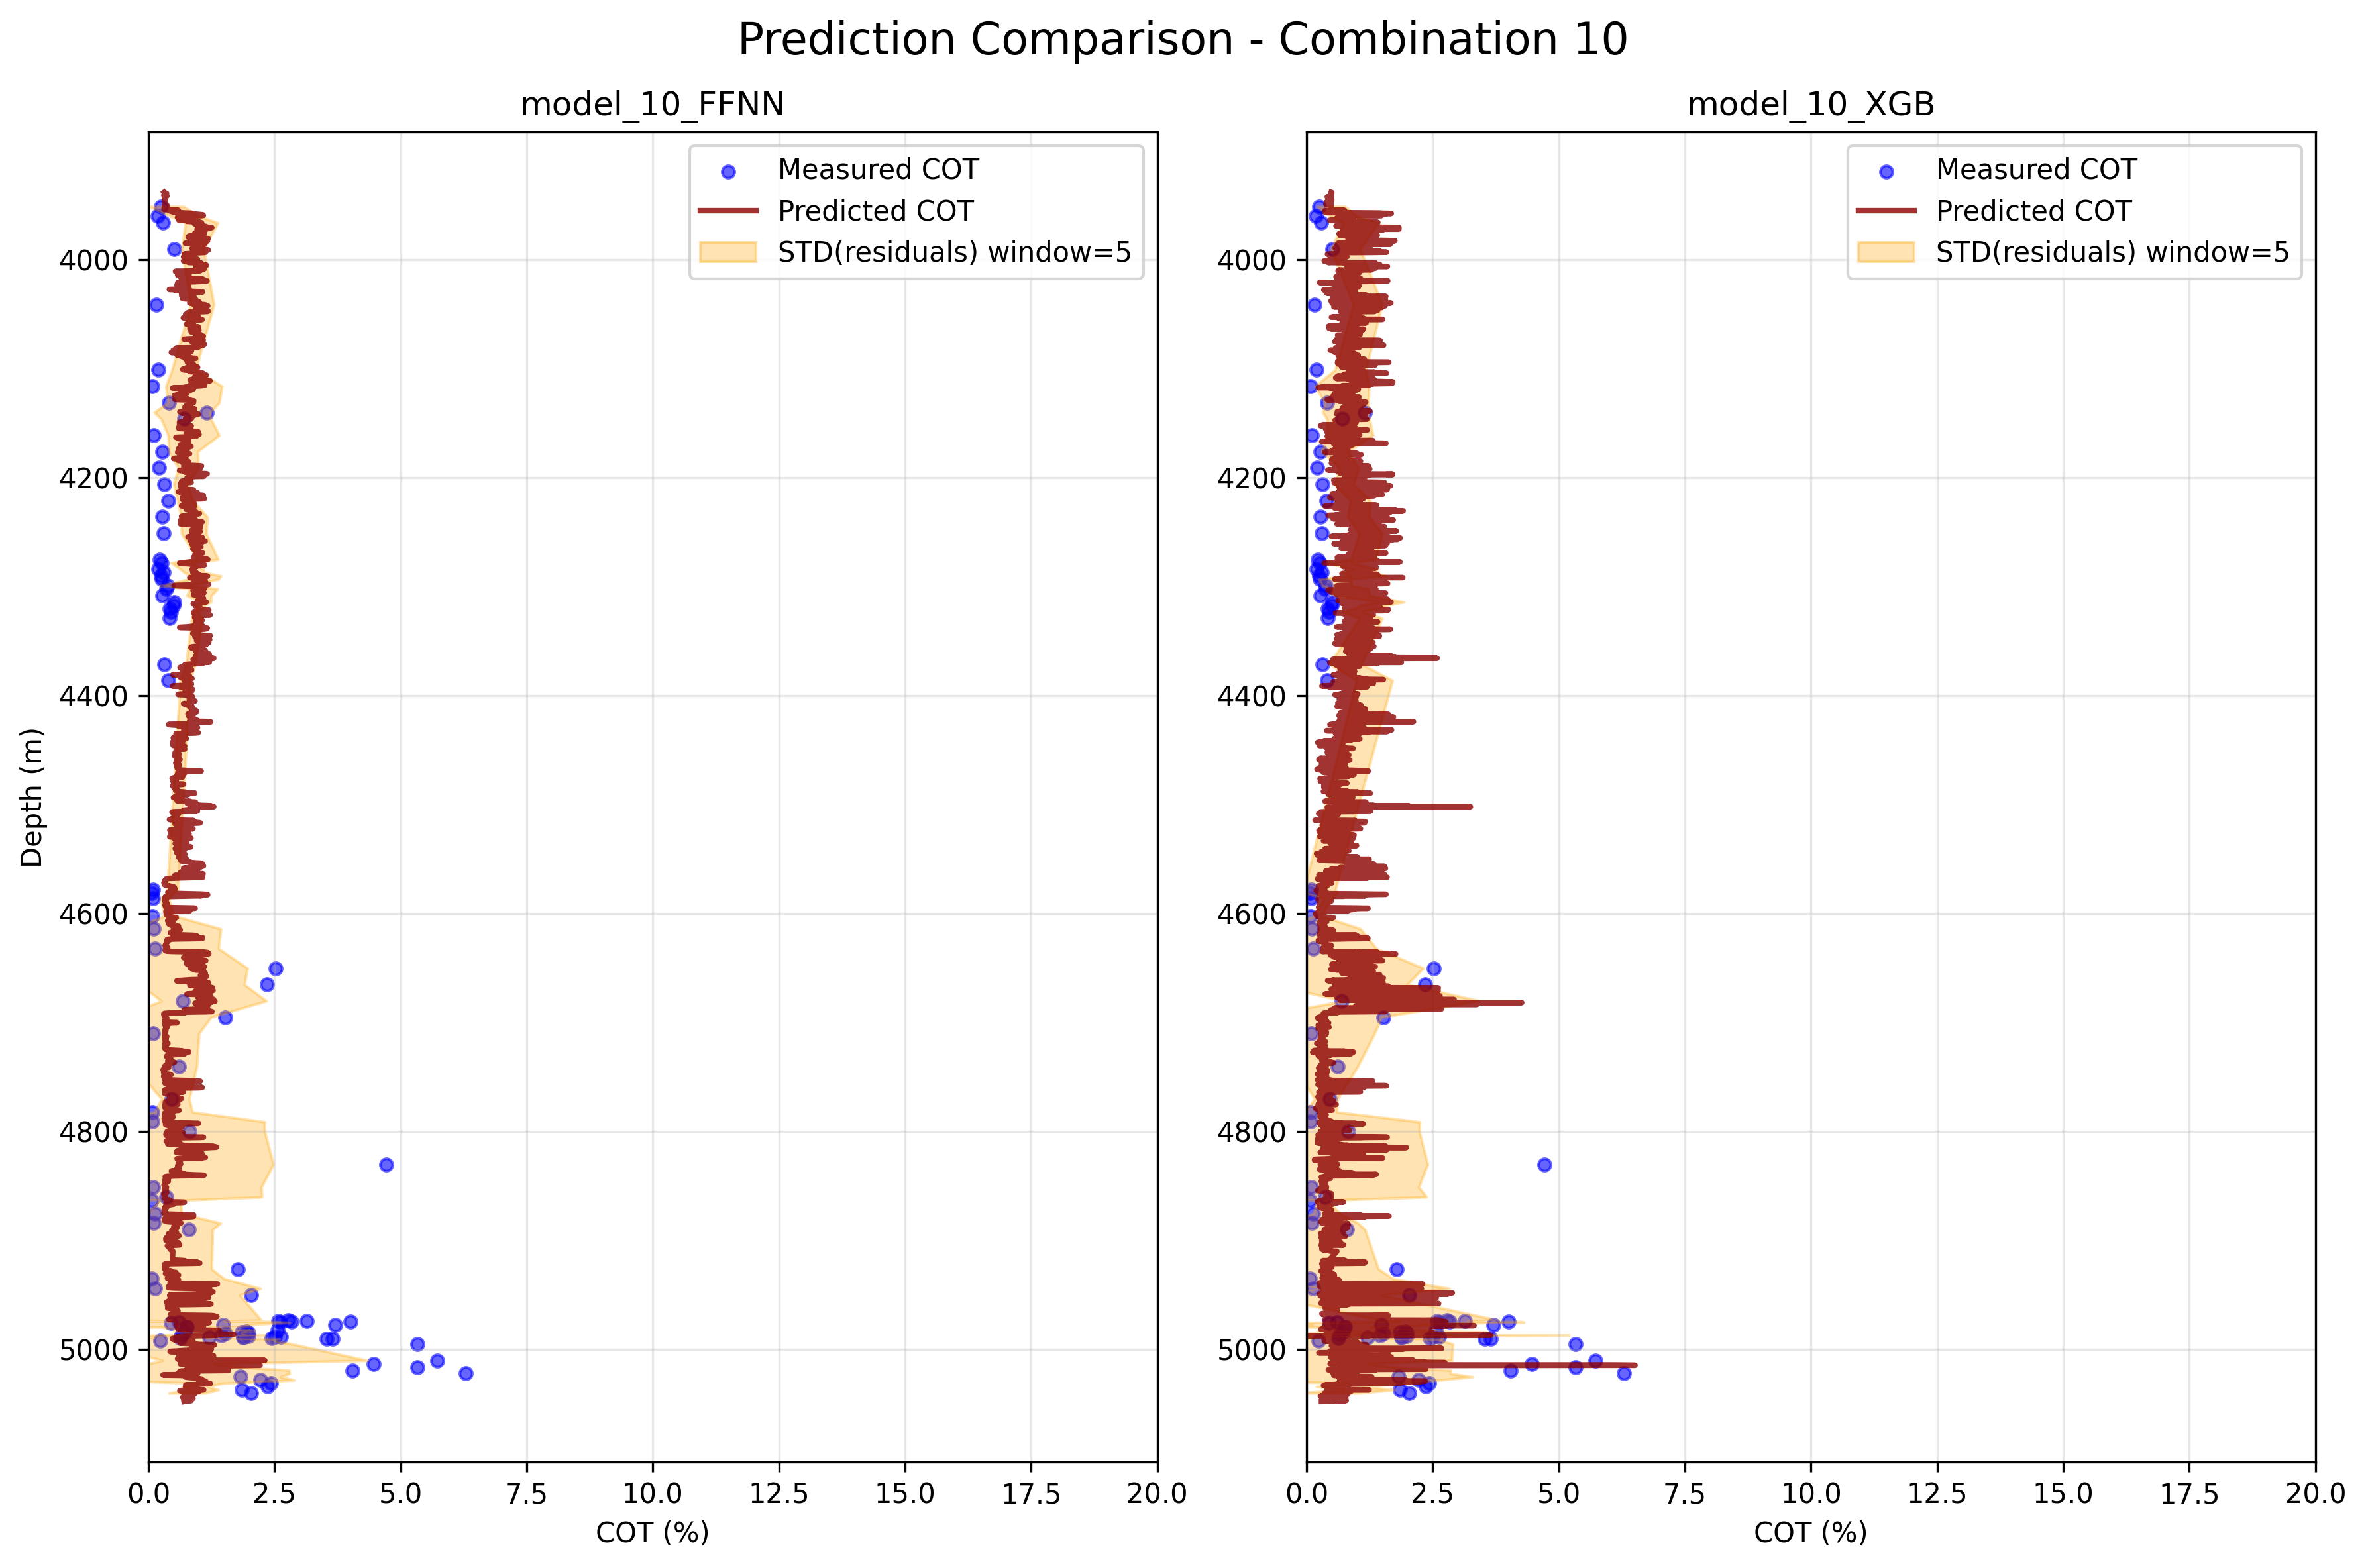 Prediction Comparison - Combination 10
model_10_FFNN
Measured COT
Predicted COT
STD(residuals) window=5
4000
4200
4400
4600
4800
5000
Depth (m)
0.0 2.5 5.0 7.5 10.0 12.5 15.0 17.5 20.0
COT (%)
model_10_XGB
Measured COT
Predicted COT
STD(residuals) window=5
4000
4200
4400
4600
4800
5000
0.0 2.5 5.0 7.5 10.0 12.5 15.0 17.5 20.0
COT (%)